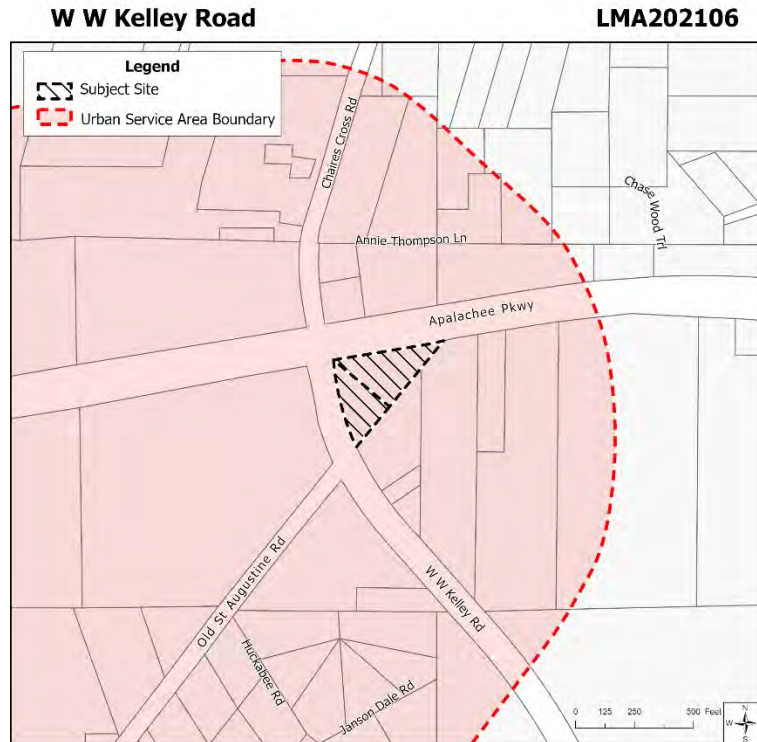 W W Kelley Road
LMA202106
Legend
Subject Site
Urban Service Area Boundary
Chaires Cross Rd
Chase Wood Trl
Annie Thompson Ln
Apalachee Pkwy
Old St Augustine Rd
W W Kelley Rd
Huckabee Rd
Janson Dale Rd
0 125 250 500 Feet
N
W E
S